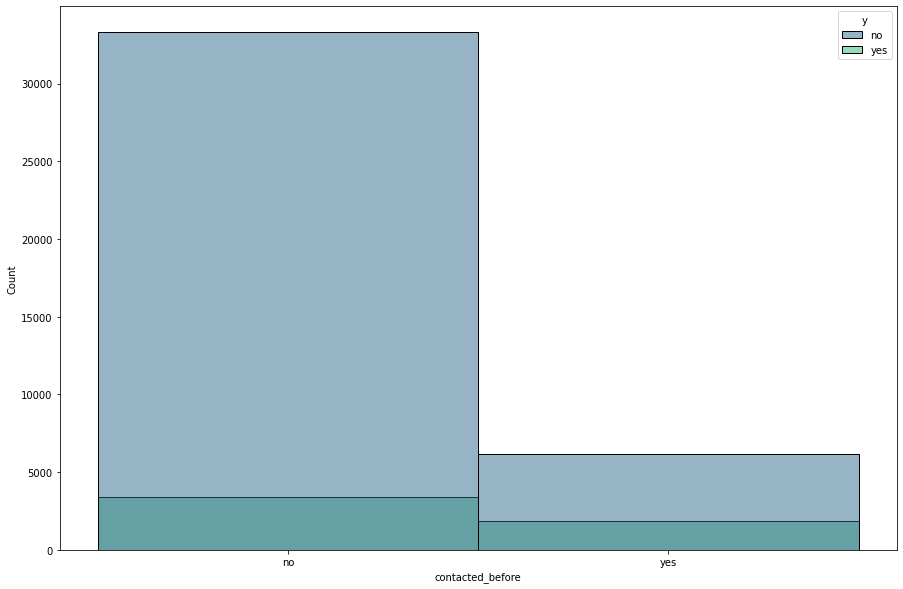 y
no
yes
30000
25000
20000
15000
10000
5000
0
Count
no
yes
contacted_before